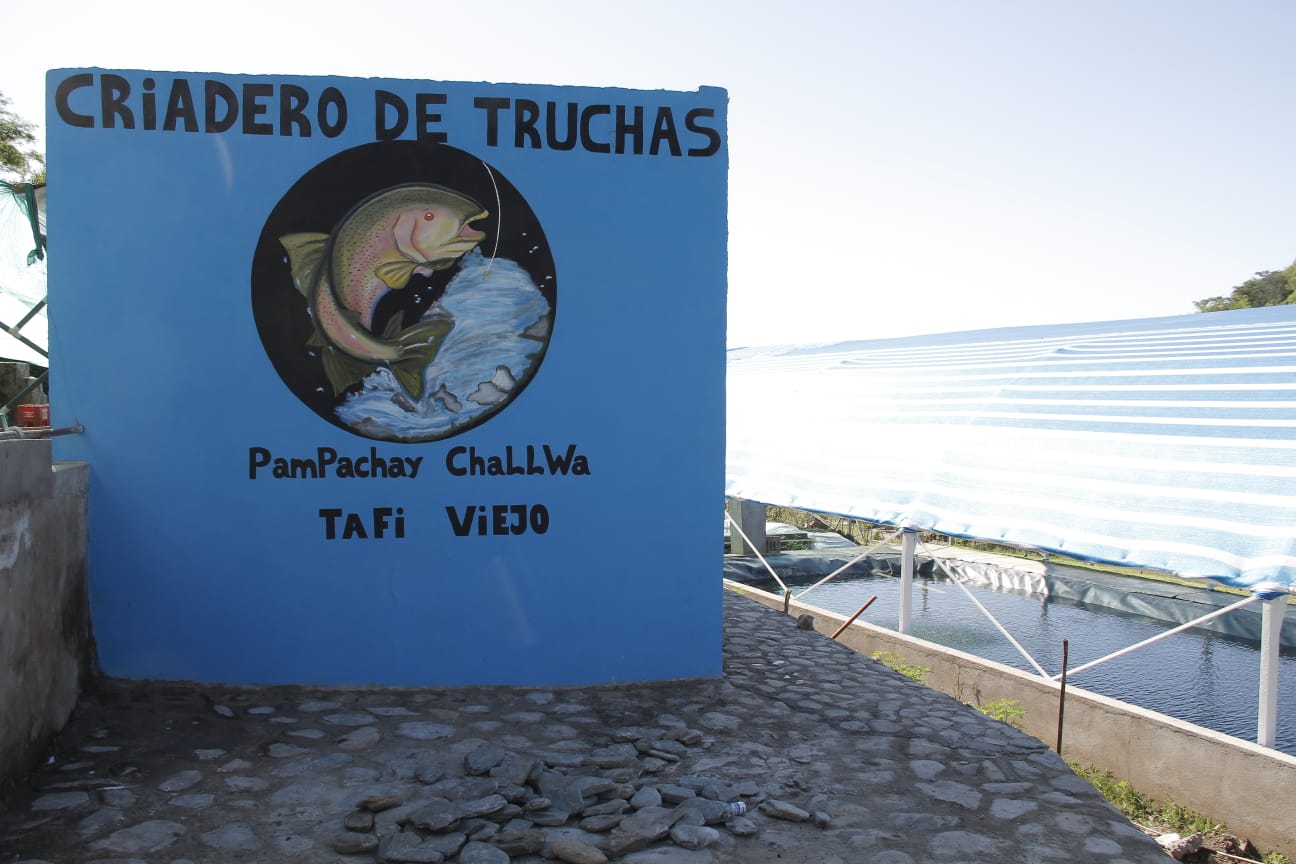 CRiADERO DE TRUCHAS
PamPachay ChaLLWa
TAFi ViEJO